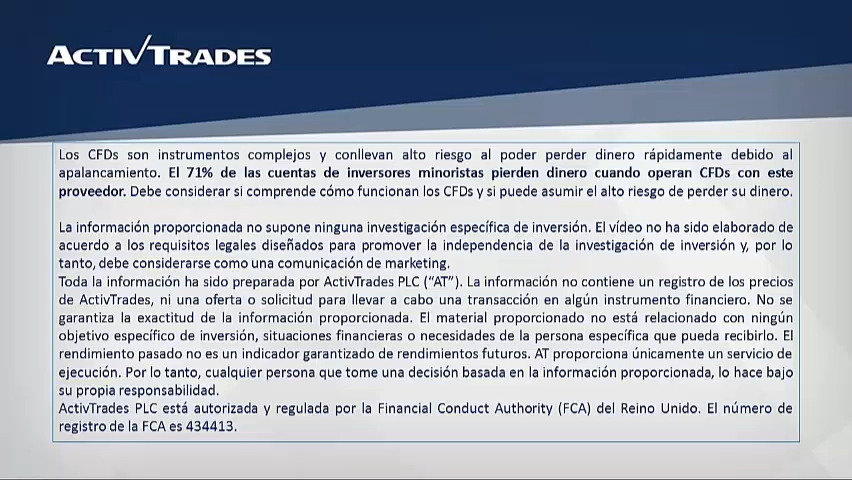 ACTIVTRADES
Los CFDs son instrumentos complejos y conllevan alto riesgo al poder perder dinero rápidamente debido al
apalancamiento. El 71% de las cuentas de inversores minoristas pierden dinero cuando operan CFDs con este
proveedor. Debe considerar si comprende cómo funcionan los CFDs y si puede asumir el alto riesgo de perder su dinero.
La información proporcionada no supone ninguna investigación específica de inversión. El vídeo no ha sido elaborado de
acuerdo a los requisitos legales diseñados para promover la independencia de la investigación de inversión y, por lo
tanto, debe considerarse como una comunicación de marketing.
Toda la información ha sido preparada por ActivTrades PLC (“AT”). La información no contiene un registro de los precios
de ActivTrades, ni una oferta o solicitud para llevar a cabo una transacción en algún instrumento financiero. No se
garantiza la exactitud de la información proporcionada. El material proporcionado no está relacionado con ningún
objetivo específico de inversión, situaciones financieras o necesidades de la persona específica que pueda recibirlo. El
rendimiento pasado no es un indicador garantizado de rendimientos futuros. AT proporciona únicamente un servicio de
ejecución. Por lo tanto, cualquier persona que tome una decisión basada en la información proporcionada, lo hace bajo
su propia responsabilidad.
ActivTrades PLC está autorizada y regulada por la Financial Conduct Authority (FCA) del Reino Unido. El número de
registro de la FCA es 434413.